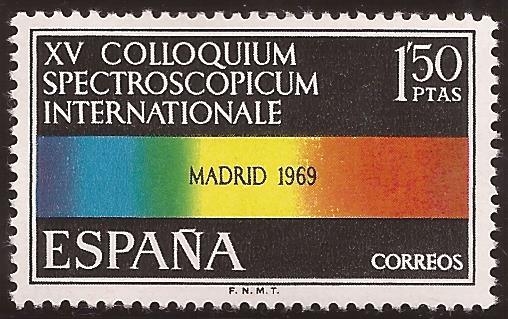 XV COLLOQUIUM
SPECTROSCOPICUM
INTERNATIONALE
1'50
PTAS
MADRID 1969
ESPAÑA
CORREOS
F. N. M. T.